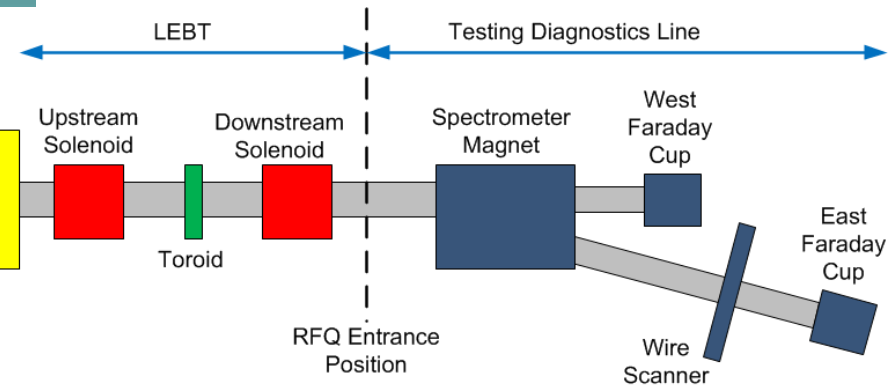 LEBT
Testing Diagnostics Line
Upstream
Solenoid
Downstream
Solenoid
Spectrometer
Magnet
West
Faraday
Cup
Toroid
East
Faraday
Cup
RFQ Entrance
Position
Wire
Scanner